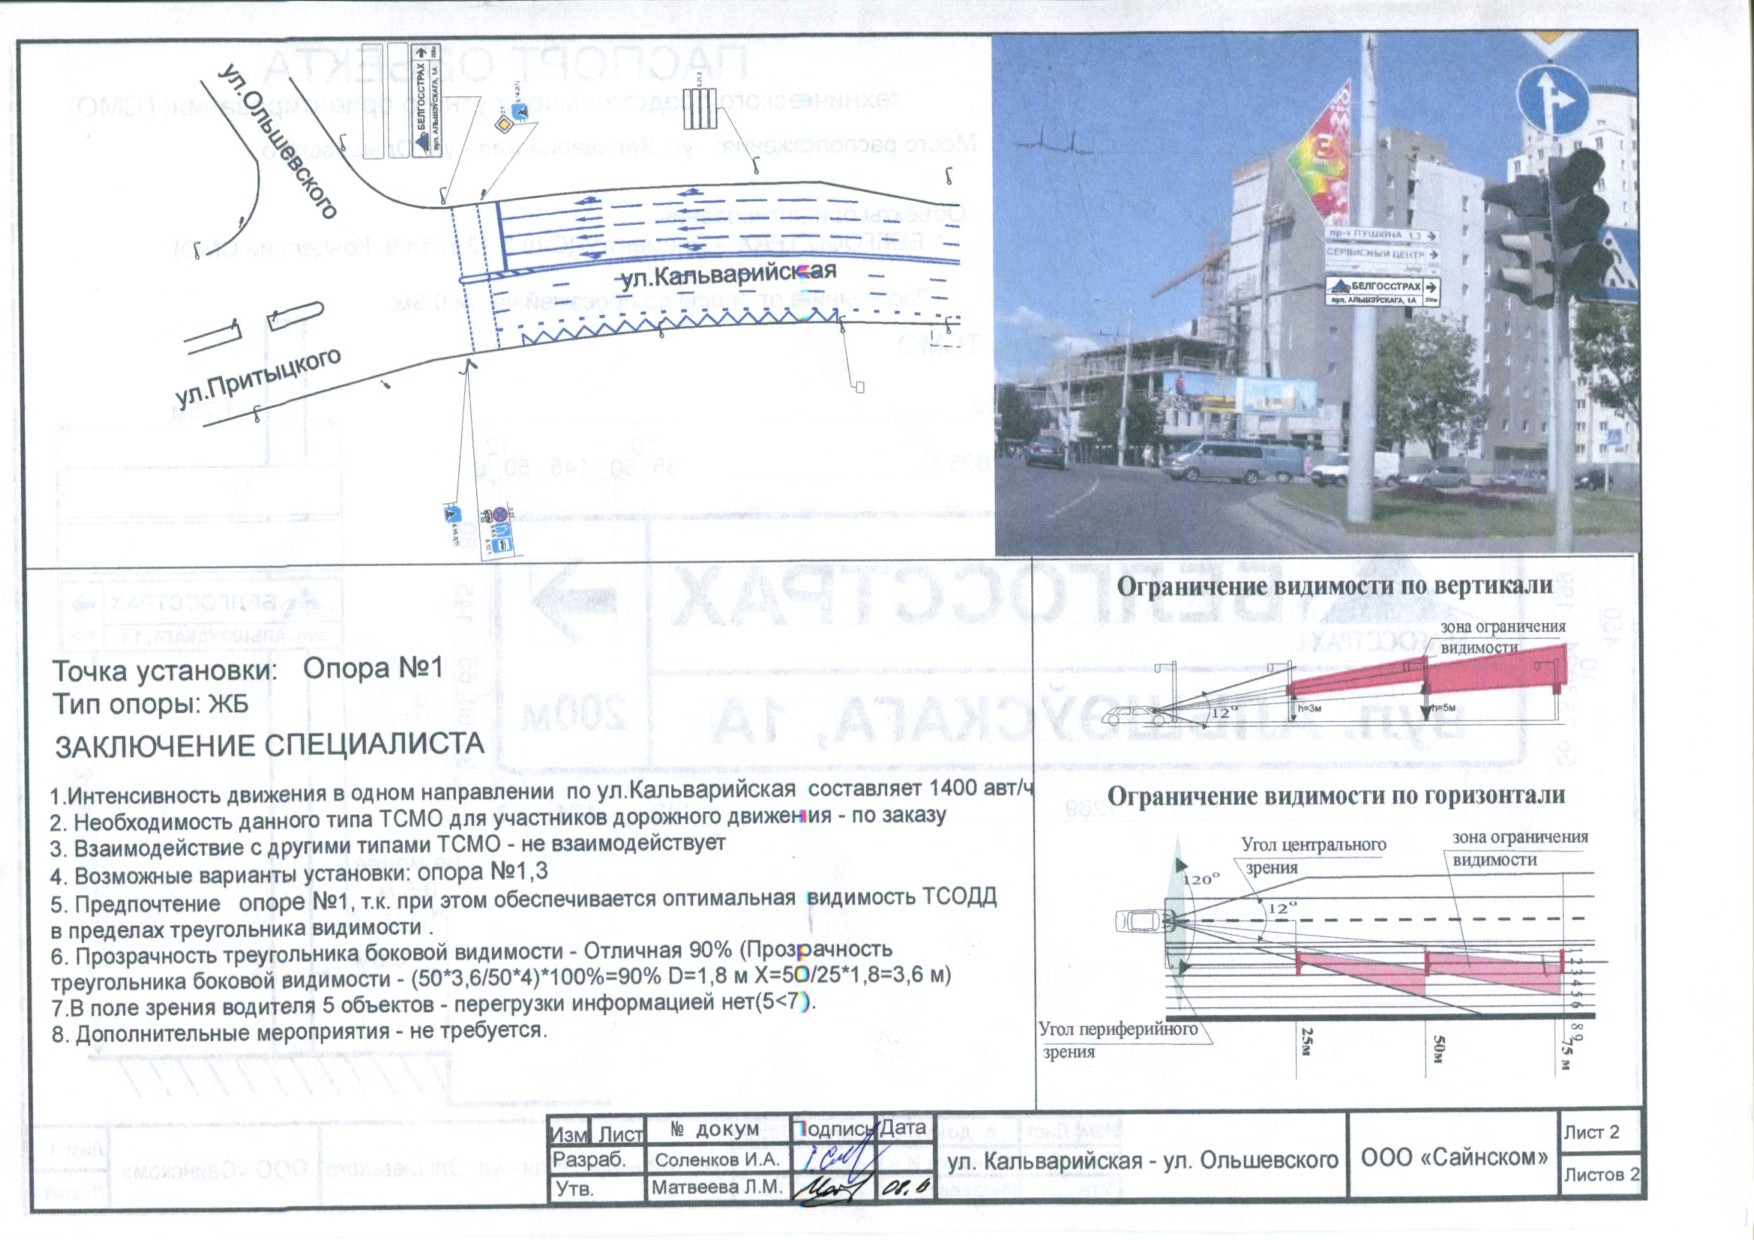 ул.Ольшевского
БЕЛГОССТРАХ
вул. АЛЬШЭЎСКАГА, 1А
ул.Кальварийская
ул.Притыцкого
пр-т ПУШКИНА 1,3
СЕРВИСНЫЙ ЦЕНТР
БЕЛГОССТРАХ
вул. АЛЬШЭЎСКАГА, 1А
Точка установки: Опора №1
Тип опоры: ЖБ
ЗАКЛЮЧЕНИЕ СПЕЦИАЛИСТА
1.Интенсивность движения в одном направлении по ул.Кальварийская составляет 1400 авт/ч
2. Необходимость данного типа ТСМО для участников дорожного движения - по заказу
3. Взаимодействие с другими типами ТСМО - не взаимодействует
4. Возможные варианты установки: опора №1,3
5. Предпочтение опоре №1, т.к. при этом обеспечивается оптимальная видимость ТСОДД
в пределах треугольника видимости .
6. Прозрачность треугольника боковой видимости - Отличная 90% (Прозрачность
треугольника боковой видимости - (50*3,6/50*4)*100%=90% D=1,8 м X=50/25*1,8=3,6 м)
7.В поле зрения водителя 5 объектов - перегрузки информацией нет(5<7).
8. Дополнительные мероприятия - не требуется.
Ограничение видимости по вертикали
зона ограничения
видимости
12°
h=3м
h=5м
Ограничение видимости по горизонтали
Угол центрального
зрения
зона ограничения
видимости
120°
12°
1 2 3 4 5 6 8 9
Угол периферийного
зрения
25м
50м
75 м
Изм Лист № докум Подпись Дата
Разраб. Соленков И.А.
Утв. Матвеева Л.М.
ул. Кальварийская - ул. Ольшевского
ООО «Сайнском»
Лист 2
Листов 2